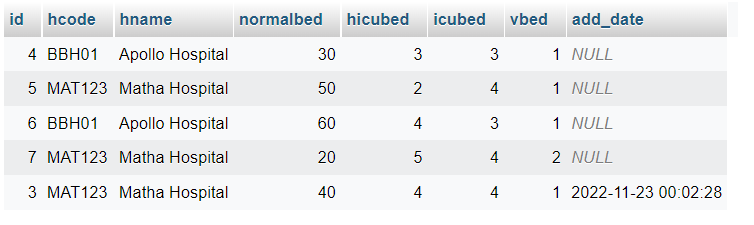 id hcode hname normalbed hicubed icubed vbed add_date
4 BBH01 Apollo Hospital 30 3 3 1 NULL
5 MAT123 Matha Hospital 50 2 4 1 NULL
6 BBH01 Apollo Hospital 60 4 3 1 NULL
7 MAT123 Matha Hospital 20 5 4 2 NULL
3 MAT123 Matha Hospital 40 4 4 1 2022-11-23 00:02:28